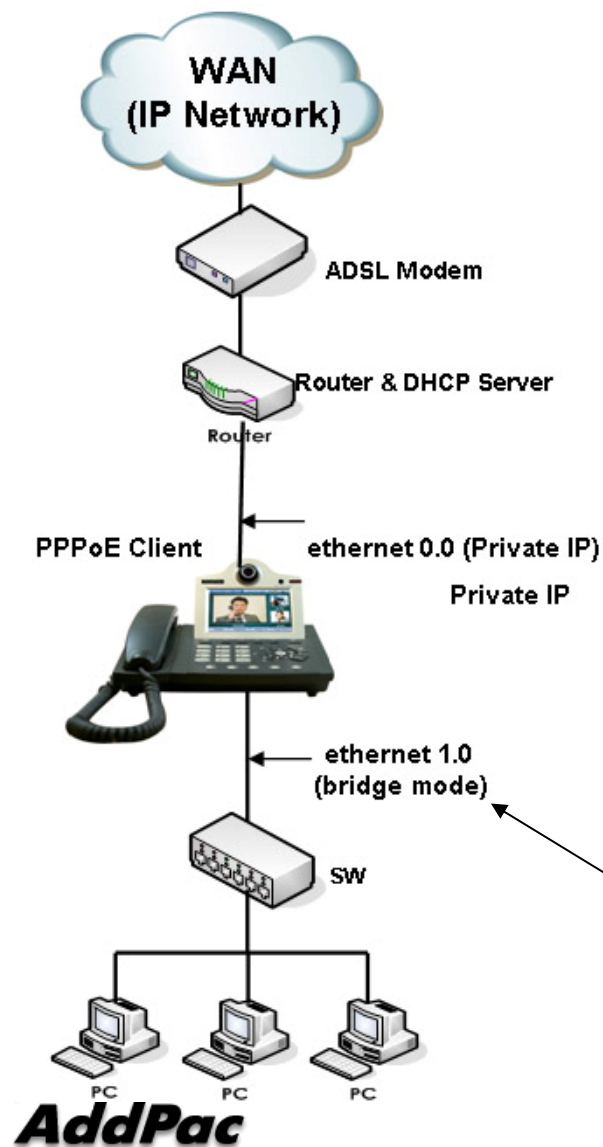 WAN
(IP Network)
ADSL Modem
Router & DHCP Server
Router
PPPoE Client
ethernet 0.0 (Private IP)
Private IP
ethernet 1.0
(bridge mode)
SW
PC
PC
PC
AddPac